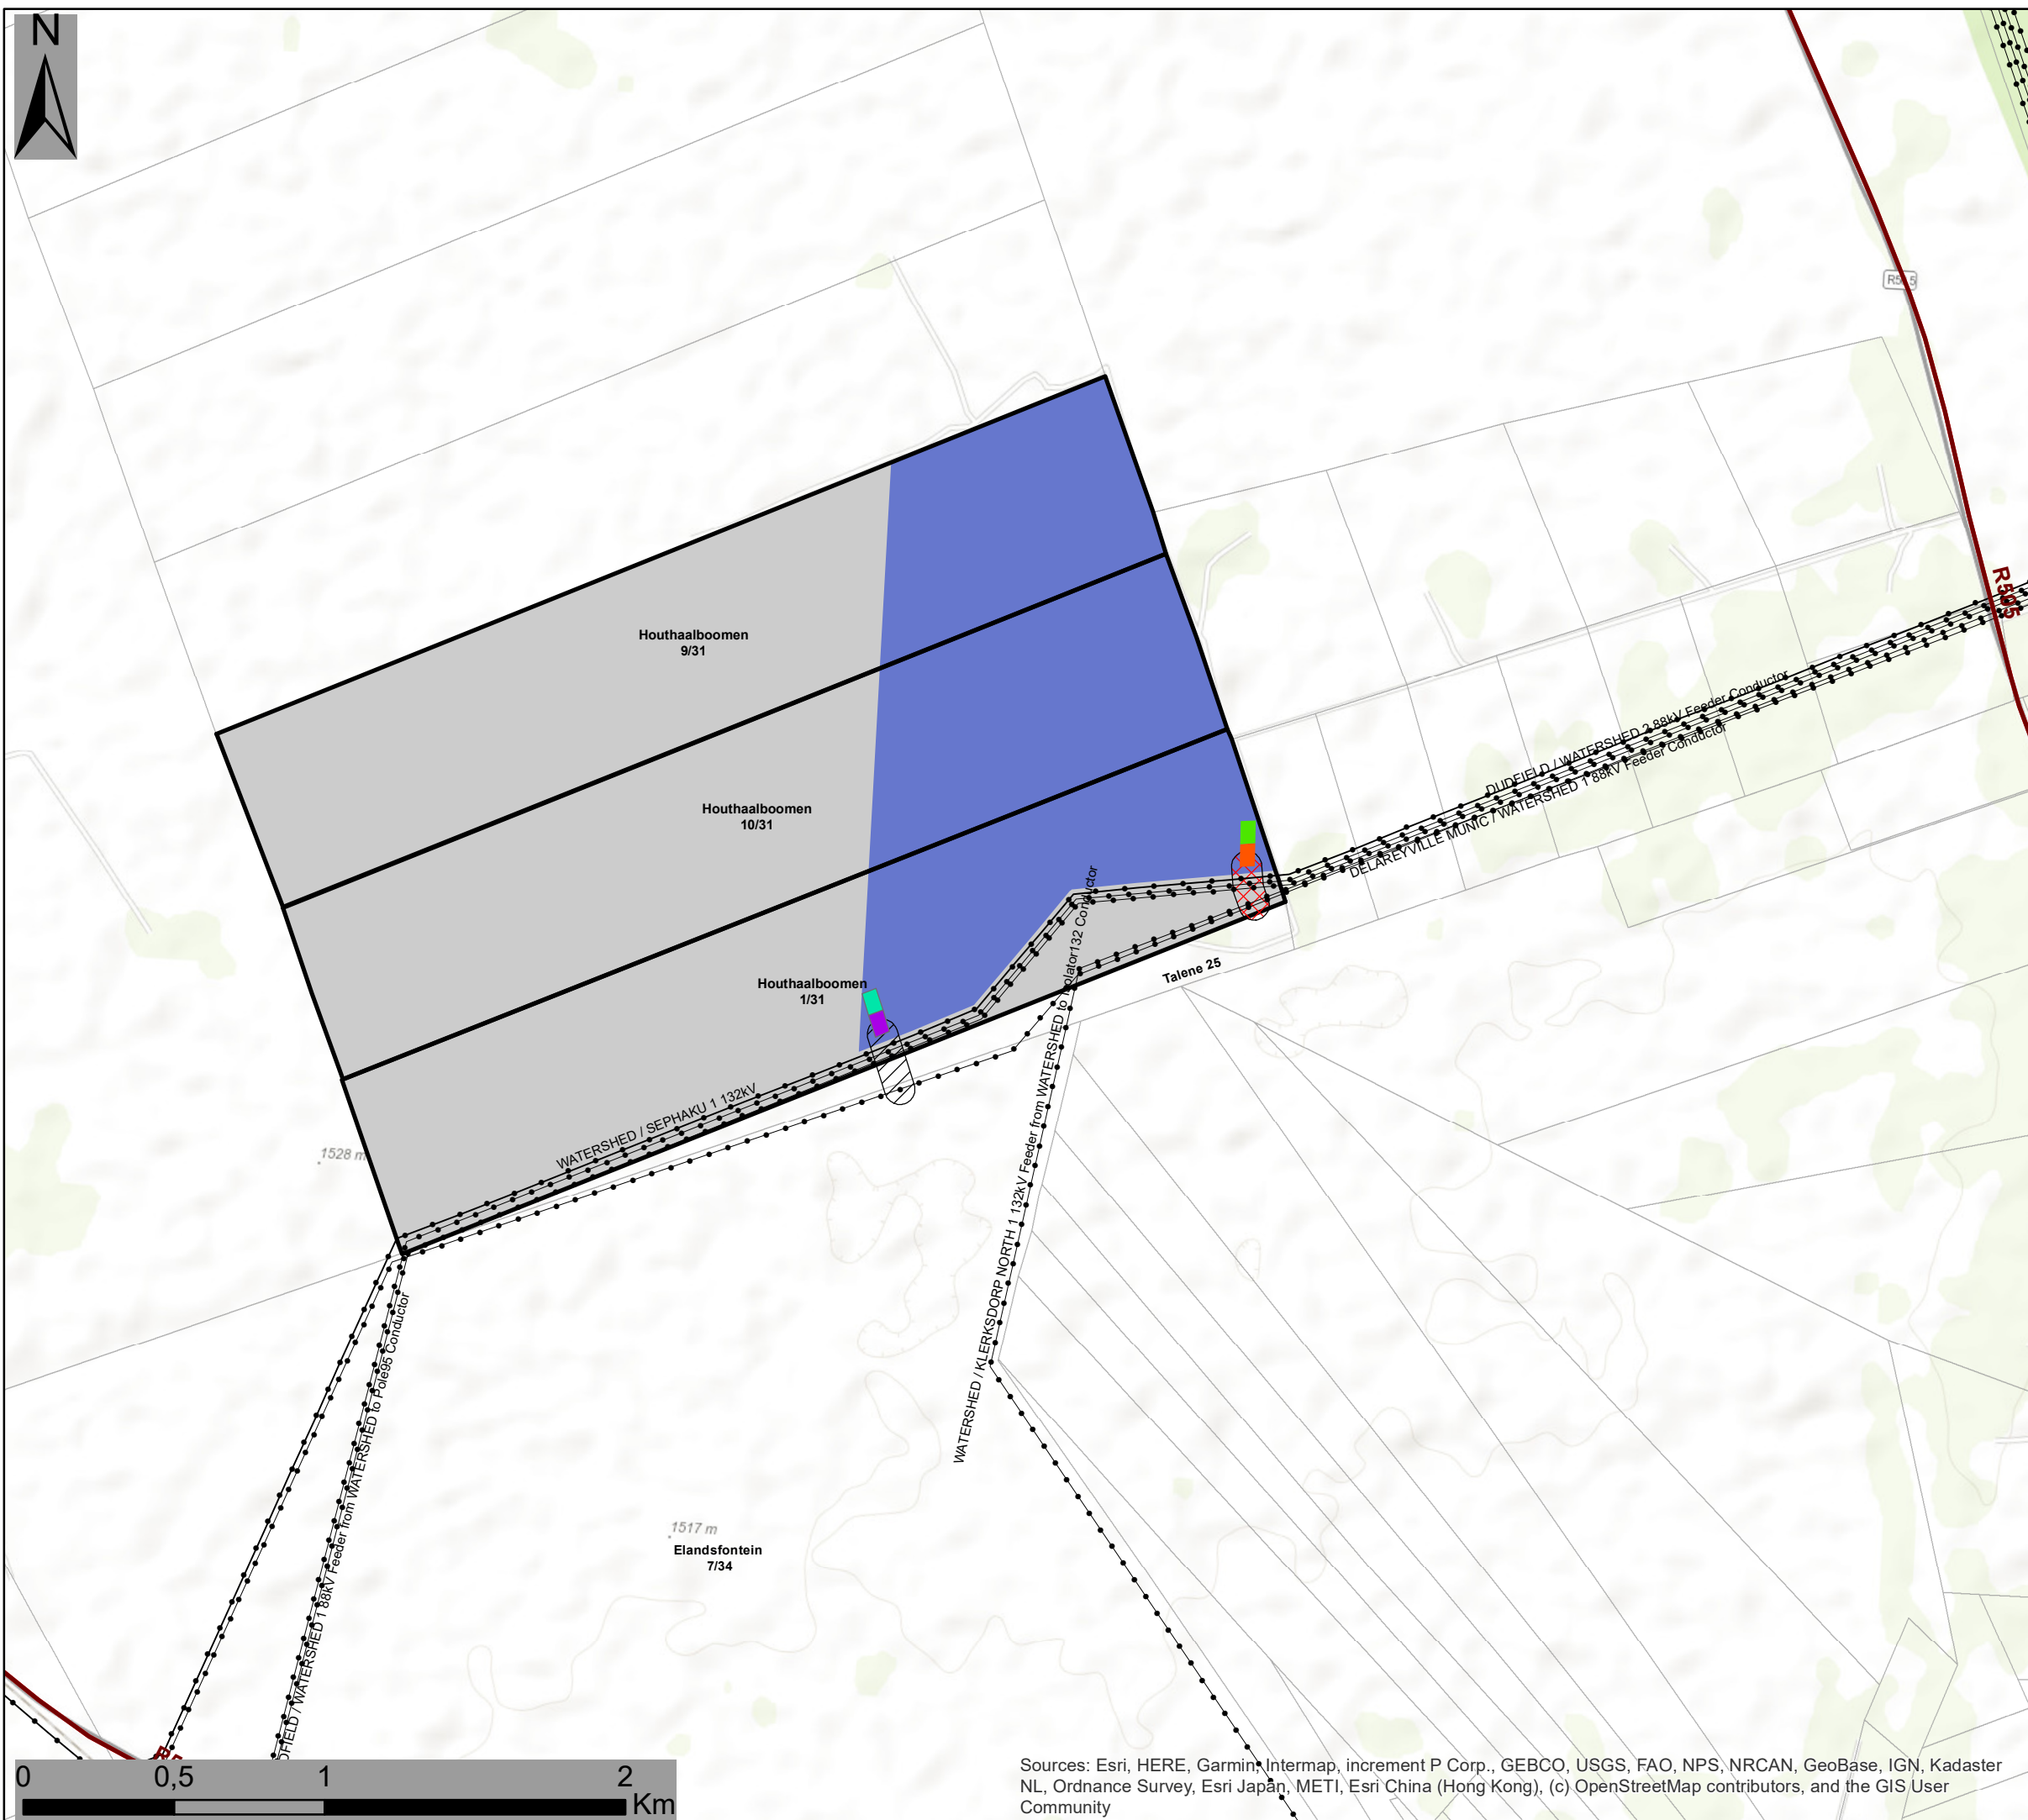 N
R5 5
Houthaalboomen
9/31
R505
DUDFIELD / WATERSHED 2 88kV Feeder Conductor
DELAREYVILLE MUNIC / WATERSHED 1 88kV Feeder Conductor
Houthaalboomen
10/31
Talene 25
Houthaalboomen
1/31
WATERSHED / SEPHAKU 1 132kV
WATERSHED / KLERKSDORP NORTH 1 132kV Feeder from WATERSHED to Isolator132 Conductor
1528 m
DFIELD / WATERSHED 1 88kV Feeder from WATERSHED to Pole95 Conductor
1517 m
Elandsfontein
7/34
0 0,5 1 2
Km
Sources: Esri, HERE, Garmin, Intermap, increment P Corp., GEBCO, USGS, FAO, NPS, NRCAN, GeoBase, IGN, Kadaster
NL, Ordnance Survey, Esri Japan, METI, Esri China (Hong Kong), (c) OpenStreetMap contributors, and the GIS User
Community